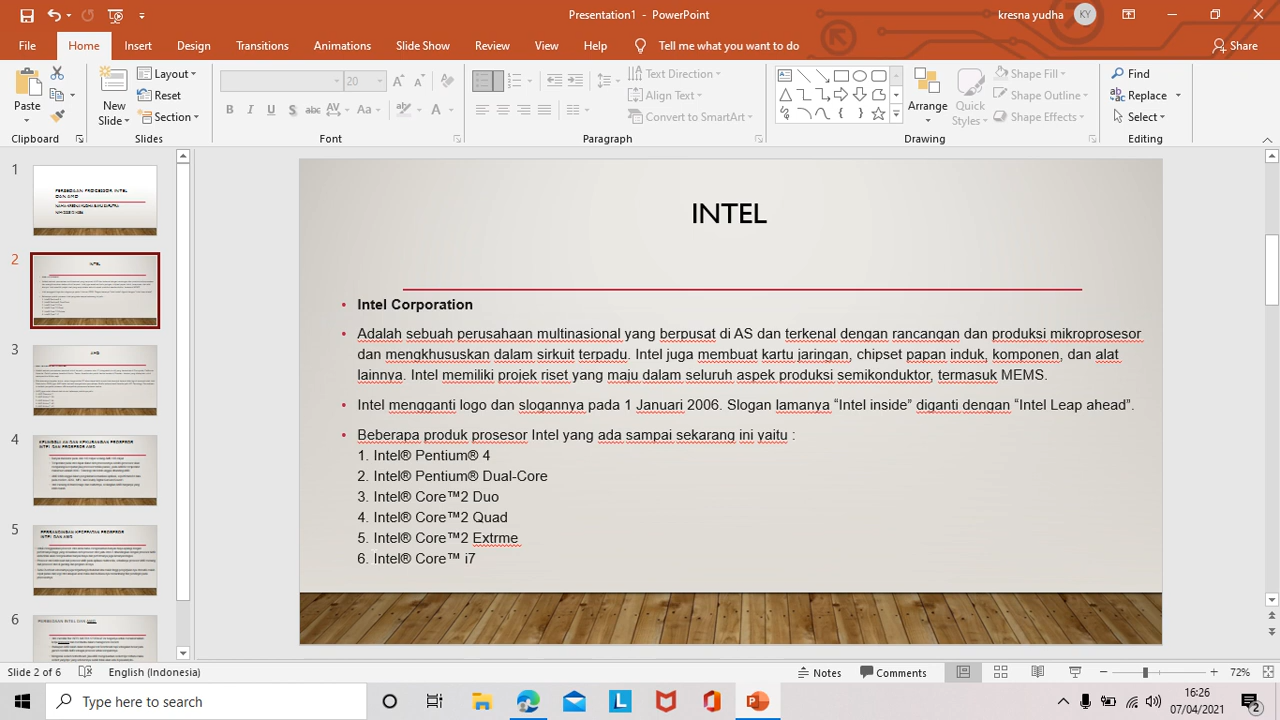 Presentation1 - PowerPoint
kresna yudha
KY
File Home Insert Design Transitions Animations Slide Show Review View Help Tell me what you want to do
Share
Paste
Clipboard
New Slide
Layout
Reset
Section
Slides
20
Font
Text Direction
Align Text
Convert to SmartArt
Paragraph
Arrange
Quick Styles
Shape Fill
Shape Outline
Shape Effects
Drawing
Find
Replace
Select
Editing
1
2
3
4
5
6
INTEL
Intel Corporation
Adalah sebuah perusahaan multinasional yang berpusat di AS dan terkenal dengan rancangan dan produksi mikroprosesor
dan mengkhususkan dalam sirkuit terpadu. Intel juga membuat kartu jaringan, chipset papan induk, komponen, dan alat
lainnya. Intel memiliki projek riset yang maju dalam seluruh aspek produksi semikonduktor, termasuk MEMS.
Intel mengganti logo dan slogannya pada 1 Januari 2006. Slogan lamanya “Intel inside” diganti dengan “Intel Leap ahead”.
Beberapa produk prosesor Intel yang ada sampai sekarang ini yaitu :
1. Intel® Pentium® 4
2. Intel® Pentium® Dual-Core
3. Intel® Core™2 Duo
4. Intel® Core™2 Quad
5. Intel® Core™2 Extrme
6. Intel® Core™ i7
Slide 2 of 6
English (Indonesia)
Notes
Comments
72%
Type here to search
16:26
07/04/2021
2